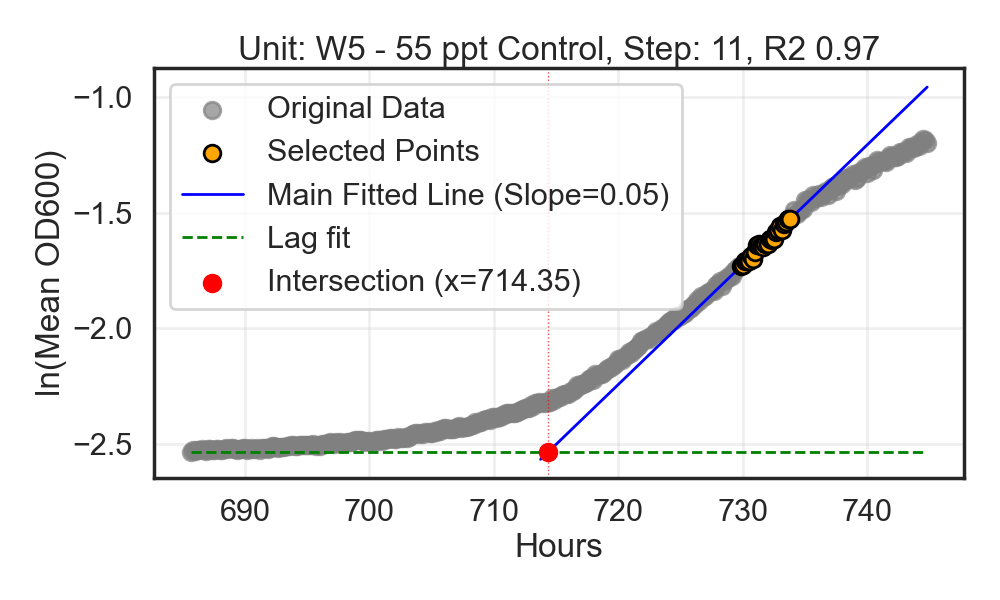 Unit: W5 - 55 ppt Control, Step: 11, R2 0.97
Original Data
Selected Points
Main Fitted Line (Slope=0.05)
Lag fit
Intersection (x=714.35)
ln(Mean OD600)
−1.0
−1.5
−2.0
−2.5
690 700 710 720 730 740
Hours